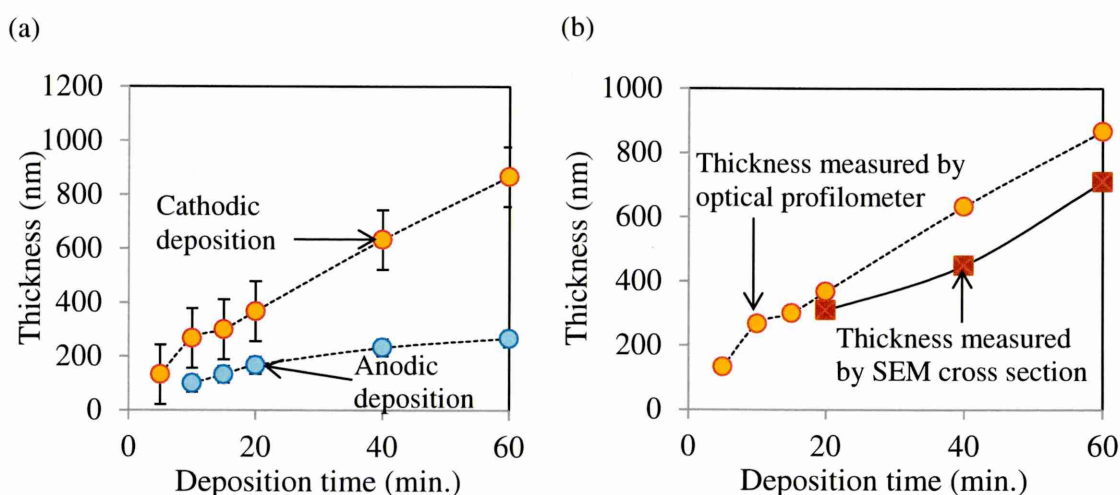 (a)
1200
1000
800
600
400
200
0
Thickness (nm)
Cathodic
deposition
Anodic
deposition
0
20
40
60
Deposition time (min.)
(b)
1000
800
600
400
200
0
Thickness (nm)
Thickness measured by
optical profilometer
Thickness measured
by SEM cross section
0
20
40
60
Deposition time (min.)